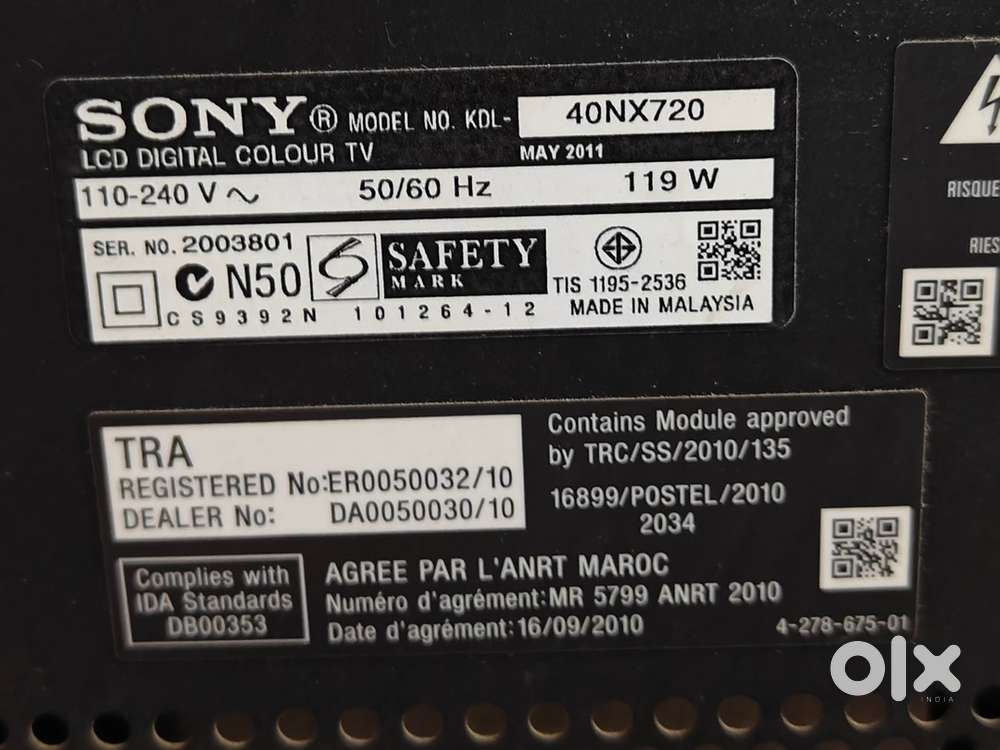 SONY® MODEL NO. KDL- 40NX720
LCD DIGITAL COLOUR TV MAY 2011
110-240 V ~ 50/60 Hz 119 W
SER. NO. 2003801
N50
SAFETY
MARK
TIS 1195-2536
CS9392N 101264-12
MADE IN MALAYSIA
RISQUE
RIES
TRA
REGISTERED No:ER0050032/10
DEALER No: DA0050030/10
Contains Module approved
by TRC/SS/2010/135
16899/POSTEL/2010
2034
Complies with
IDA Standards
DB00353
AGREE PAR L'ANRT MAROC
Numéro d'agrément:MR 5799 ANRT 2010
Date d'agrément:16/09/2010
4-278-675-01
olx
INDIA